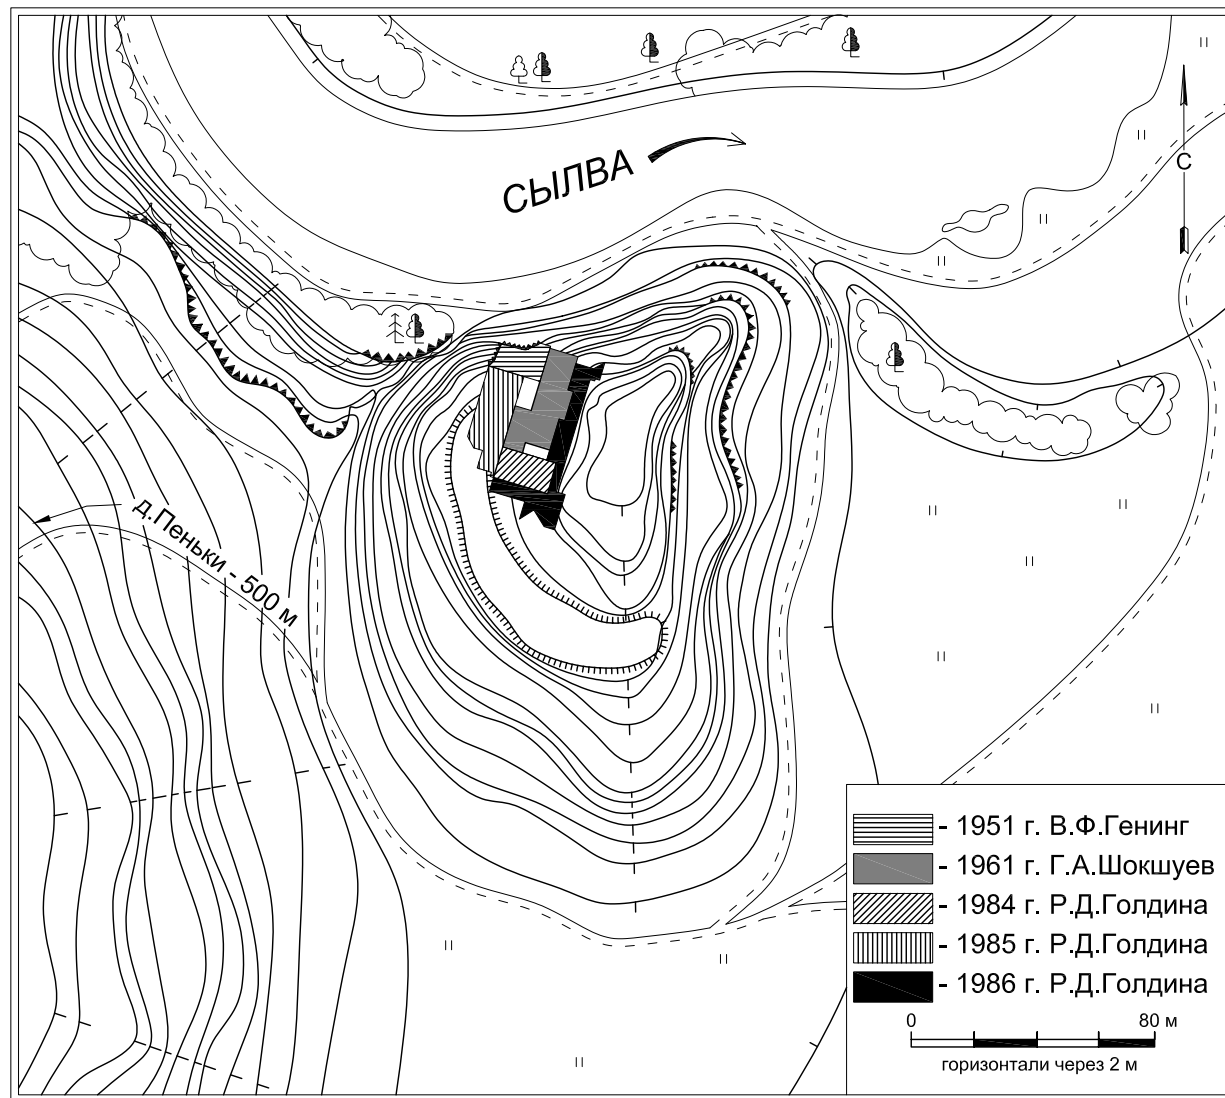 СЫЛВА
С
д.Пеньки - 500 м
- 1951 г. В.Ф.Генинг
- 1961 г. Г.А.Шокшуев
- 1984 г. Р.Д.Голдина
- 1985 г. Р.Д.Голдина
- 1986 г. Р.Д.Голдина
0 80 м
горизонтали через 2 м